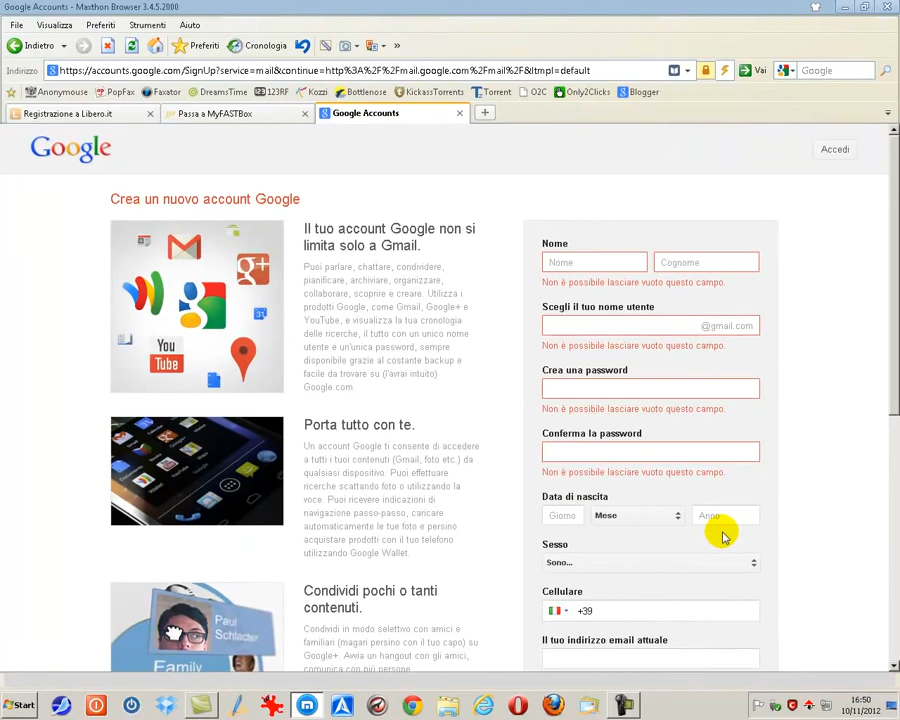 Google Accounts - Maxthon Browser 3.4.5.2000
File Visualizza Preferiti Strumenti Aiuto
Indietro Preferiti Cronologia »
Indirizzo https://accounts.google.com/SignUp?service=mail&continue=http%3A%2F%2Fmail.google.com%2Fmail%2F&ltmpl=default Vai Google
Anonymouse PopFax Faxator DreamsTime 123RF Kozzi Bottlenose KickassTorrents Torrent O2C Only2Clicks Blogger
Registrazione a Libero.it Passa a MyFASTBox Google Accounts
Google Accedi
Crea un nuovo account Google
You
Tube
Il tuo account Google non si
limita solo a Gmail.
Puoi parlare, chattare, condividere,
pianificare, archiviare, organizzare,
collaborare, scoprire e creare. Utilizza i
prodotti Google, come Gmail, Google+ e
YouTube, e visualizza la tua cronologia
delle ricerche, il tutto con un unico nome
utente e un'unica password, sempre
disponibile grazie al costante backup e
facile da trovare su (l'avrai intuito)
Google.com.
Porta tutto con te.
Un account Google ti consente di accedere
a tutti i tuoi contenuti (Gmail, foto etc.) da
qualsiasi dispositivo. Puoi effettuare
ricerche scattando foto o utilizzando la
voce. Puoi ricevere indicazioni di
navigazione passo-passo, caricare
automaticamente le tue foto e persino
acquistare prodotti con il tuo telefono
utilizzando Google Wallet.
Paul
Schlacter
Family
Condividi pochi o tanti
contenuti.
Condividi in modo selettivo con amici e
familiari (magari persino con il tuo capo) su
Google+. Avvia un hangout con gli amici,
comunica con più persone
Nome
Nome Cognome
Non è possibile lasciare vuoto questo campo.
Scegli il tuo nome utente
@gmail.com
Non è possibile lasciare vuoto questo campo.
Crea una password
Non è possibile lasciare vuoto questo campo.
Conferma la password
Non è possibile lasciare vuoto questo campo.
Data di nascita
Giorno Mese Anno
Sesso
Sono...
Cellulare
+39
Il tuo indirizzo email attuale
Start
16:50
10/11/2012